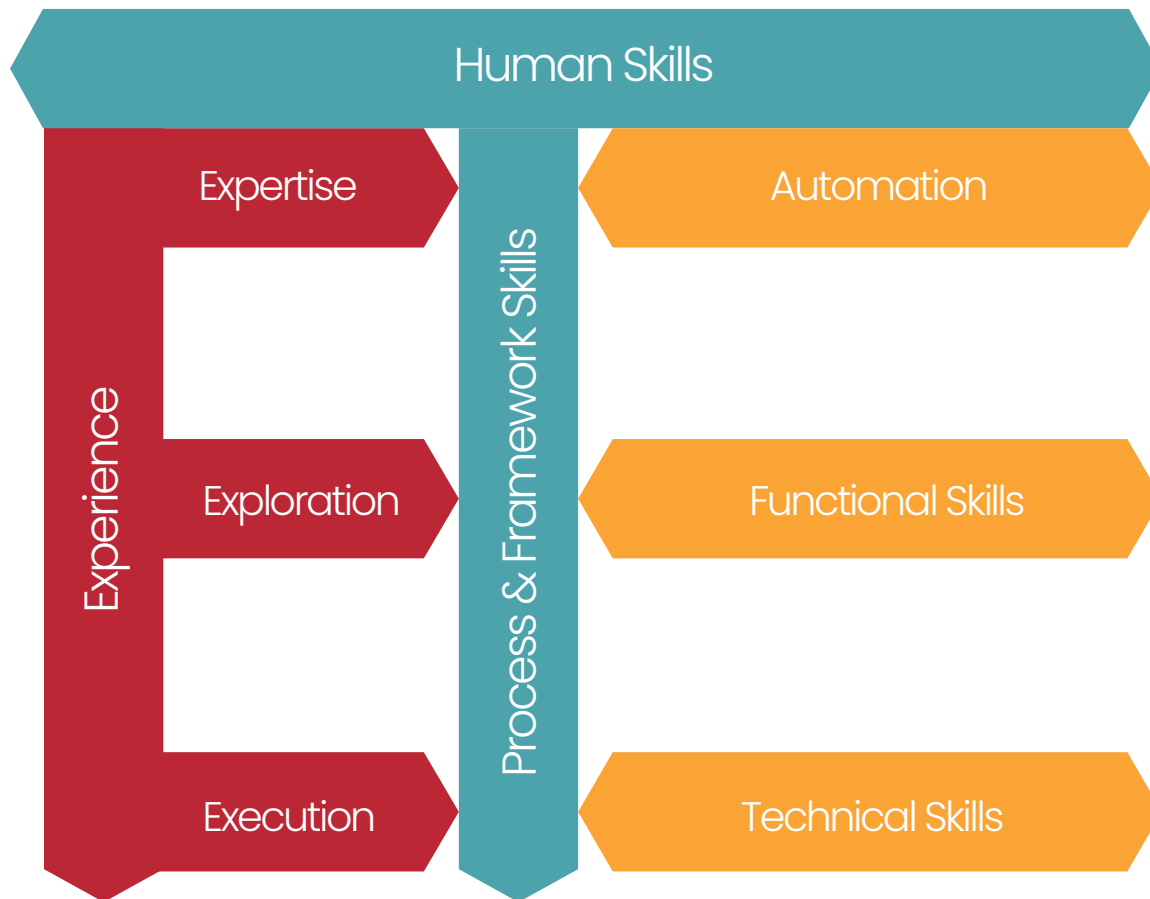 Human Skills
Expertise
Automation
Experience
Process & Framework Skills
Exploration
Functional Skills
Execution
Technical Skills